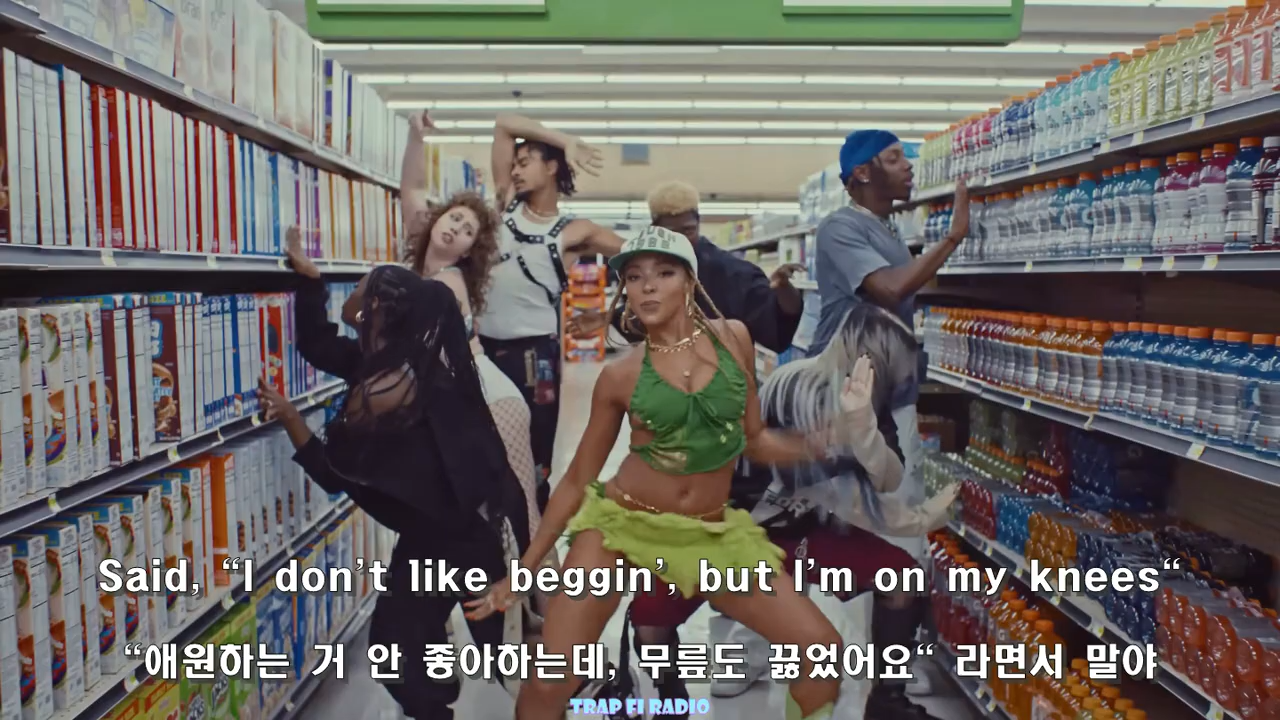 Said, “I don't like beggin', but I'm on my knees“
“애원하는 거 안 좋아하는데, 무릎도 꿇었어요“ 라면서 말야
TRAP FI RADIO